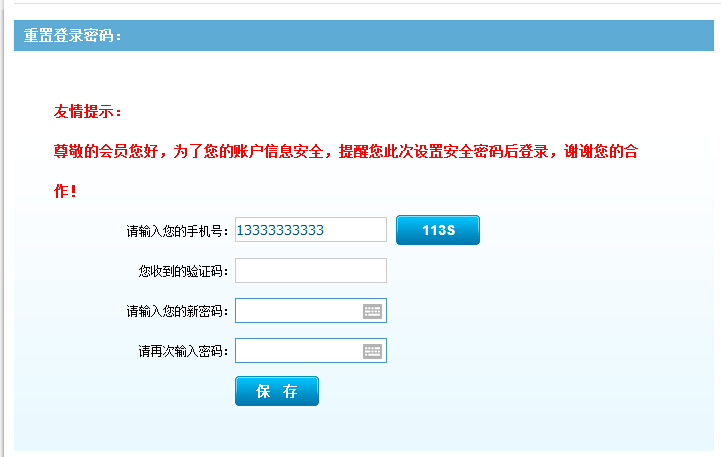 重置登录密码：
友情提示：
尊敬的会员您好，为了您的账户信息安全，提醒您此次设置安全密码后登录，谢谢您的合
作！
请输入您的手机号： 13333333333 113S
您收到的验证码：
请输入您的新密码：
请再次输入密码：
保 存